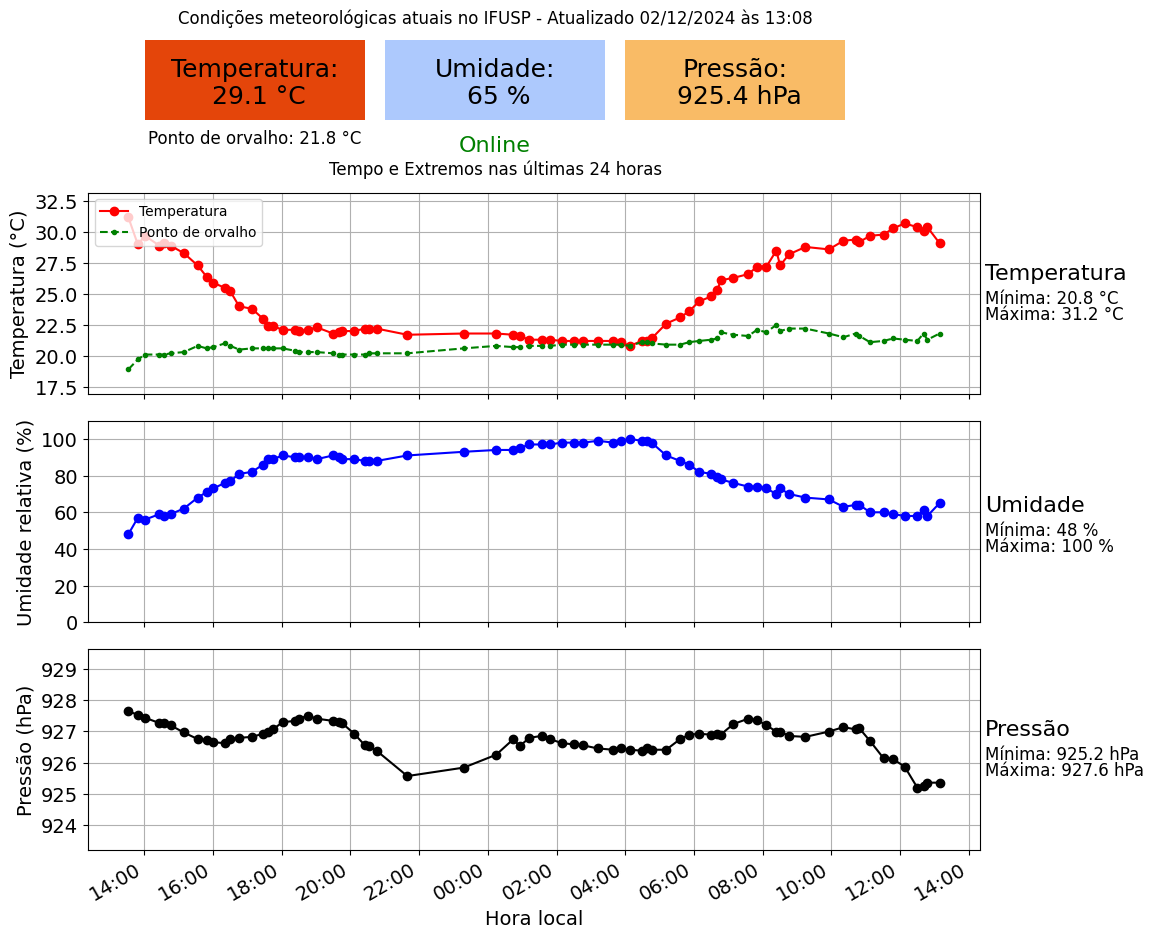 Condições meteorológicas atuais no IFUSP - Atualizado 02/12/2024 às 13:08
Temperatura:
29.1 °C
Umidade:
65 %
Pressão:
925.4 hPa
Ponto de orvalho: 21.8 °C
Online
Tempo e Extremos nas últimas 24 horas
Temperatura (°C)
32.5
30.0
27.5
25.0
22.5
20.0
17.5
Temperatura
Ponto de orvalho
Temperatura
Mínima: 20.8 °C
Máxima: 31.2 °C
Umidade relativa (%)
100
80
60
40
20
0
Umidade
Mínima: 48 %
Máxima: 100 %
Pressão (hPa)
929
928
927
926
925
924
Pressão
Mínima: 925.2 hPa
Máxima: 927.6 hPa
14:00 16:00 18:00 20:00 22:00 00:00 02:00 04:00 06:00 08:00 10:00 12:00 14:00
Hora local